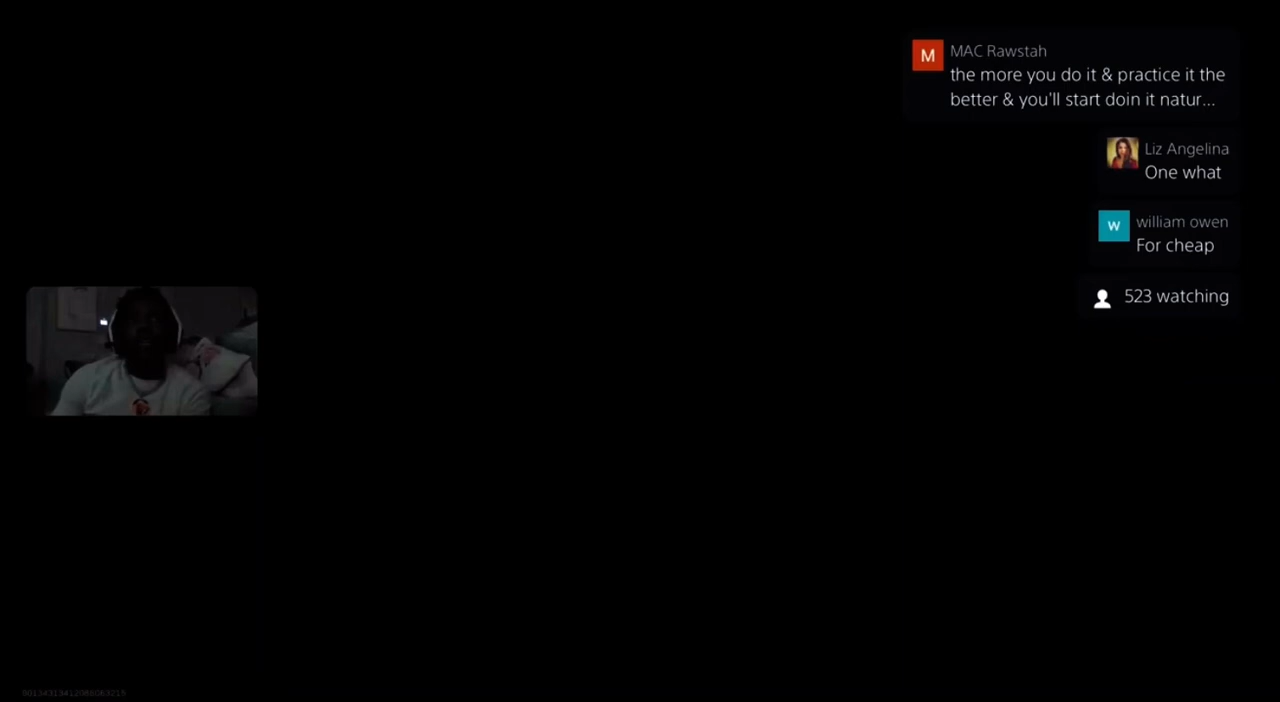 M
MAC Rawstah
the more you do it & practice it the
better & you'll start doin it natur...
Liz Angelina
One what
w
william owen
For cheap
523 watching